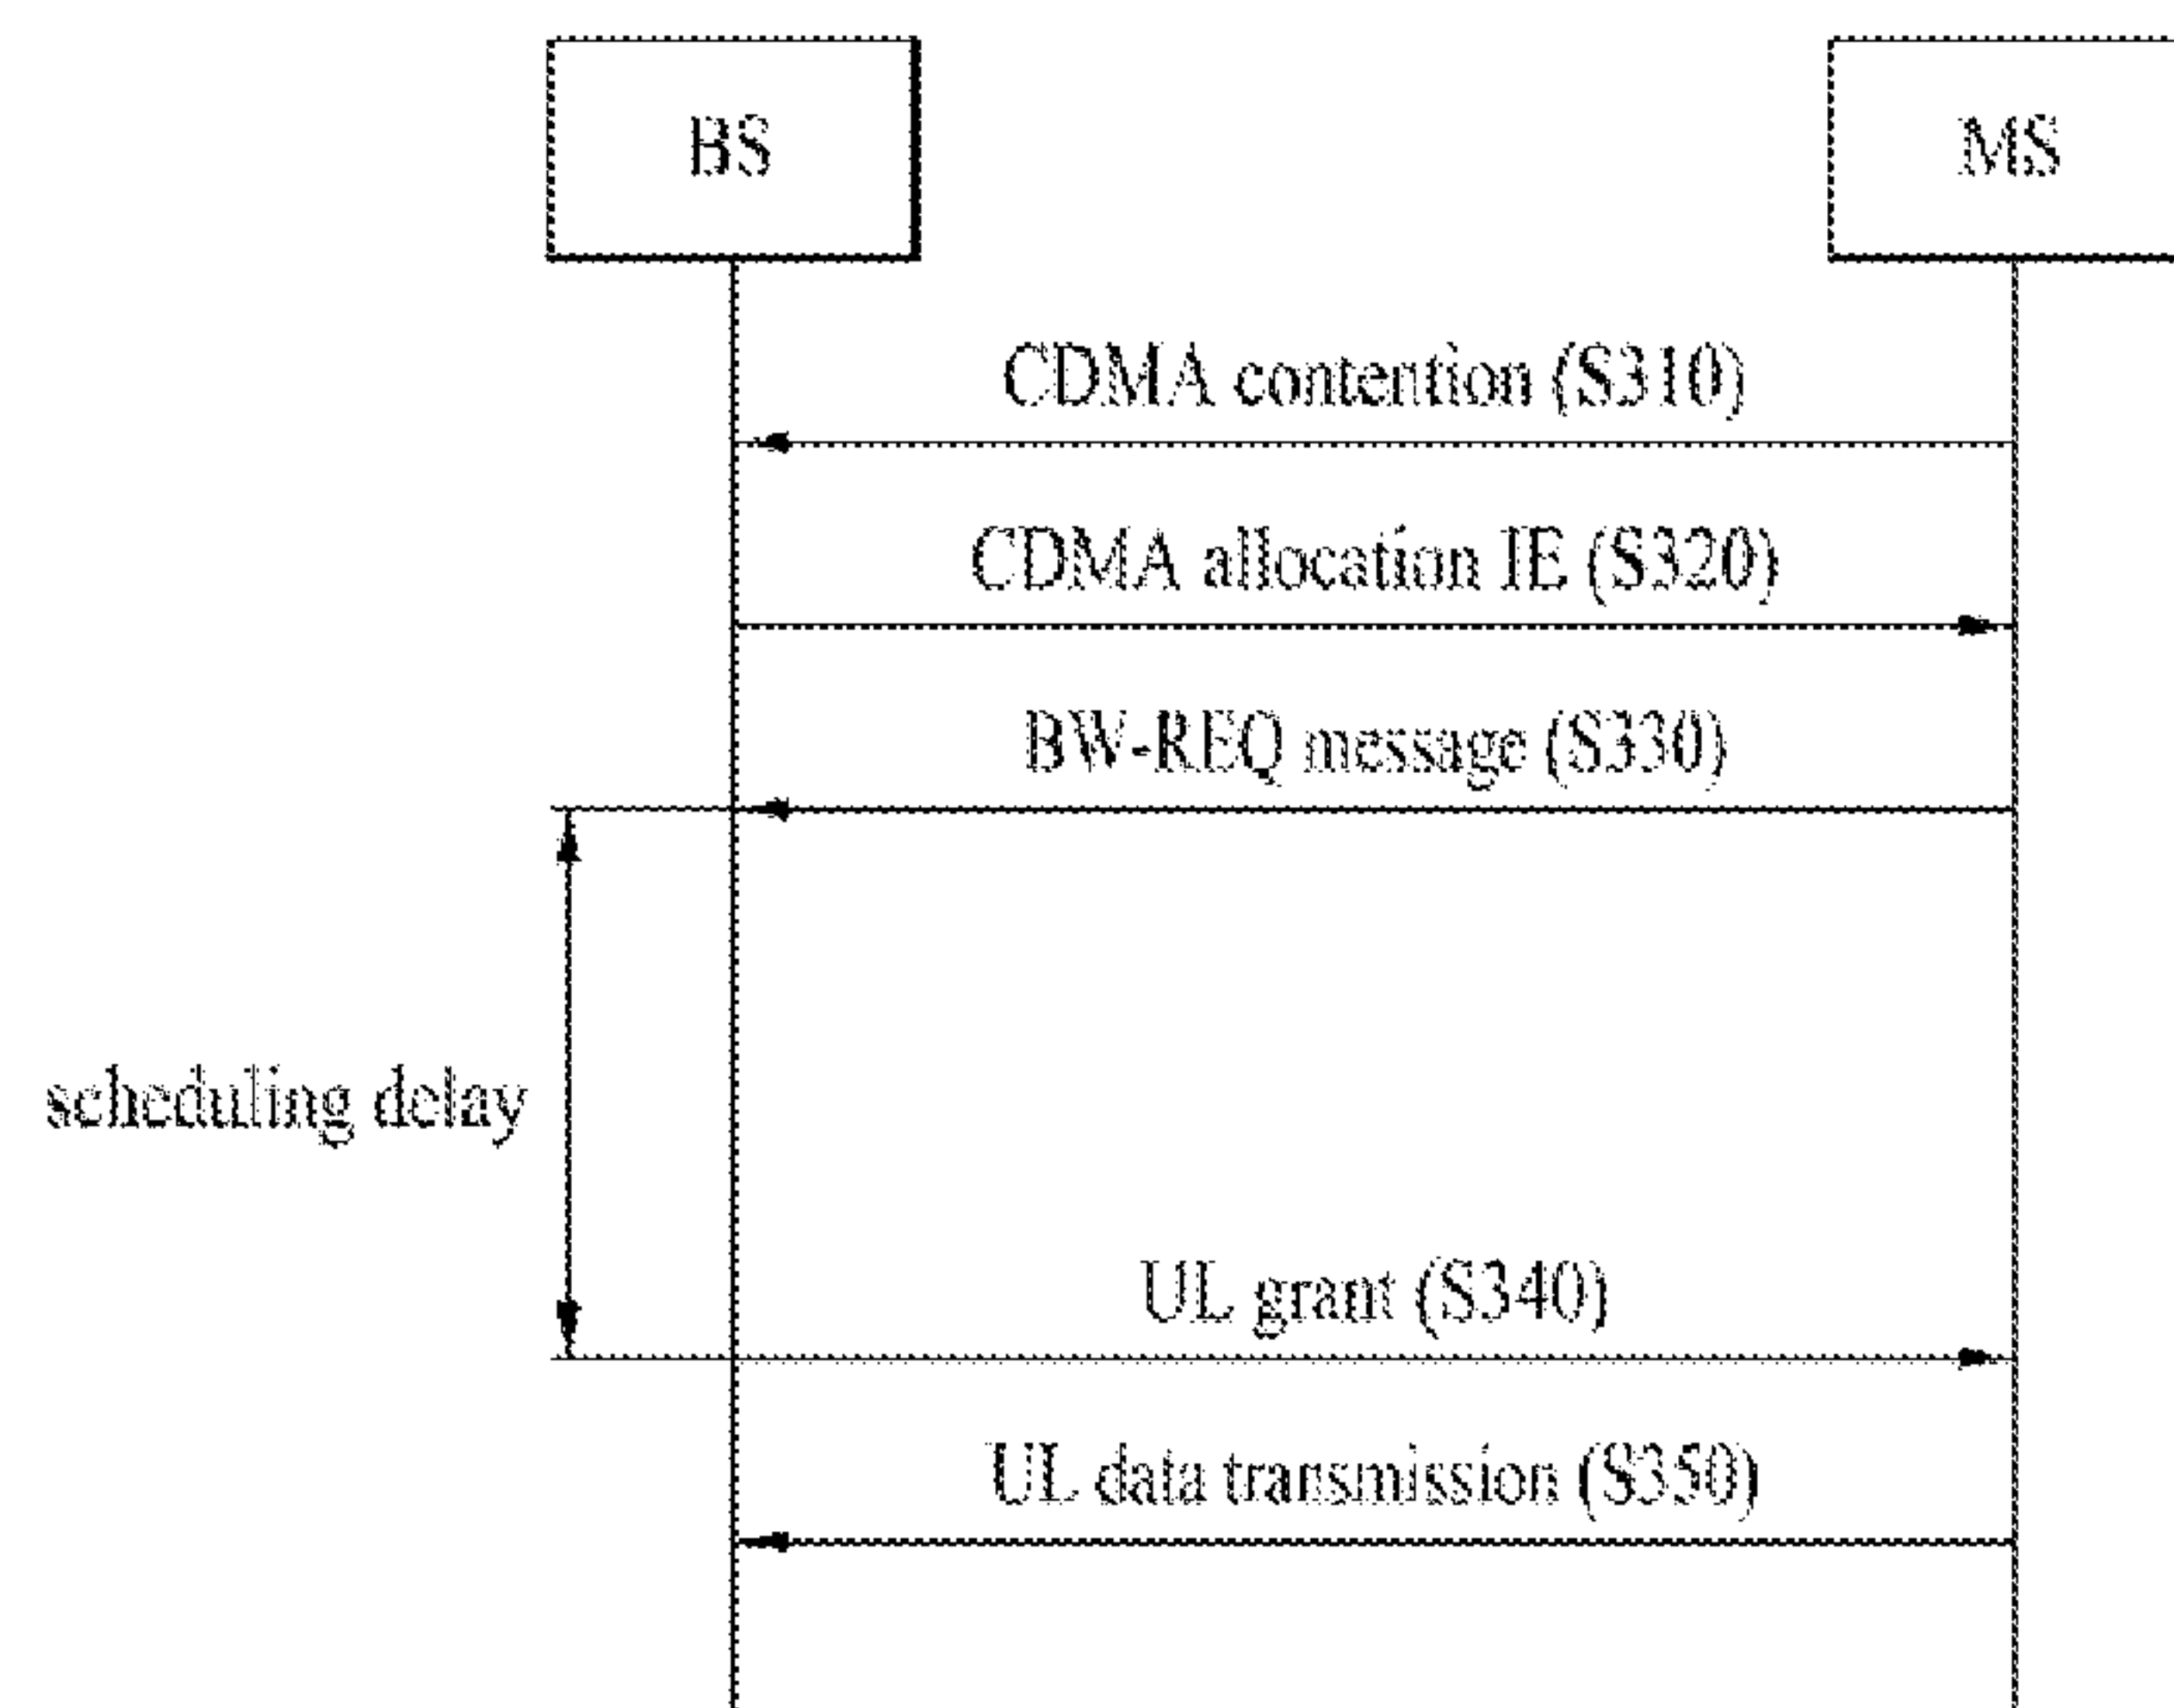 BS
MS
CDMA contention (S310)
CDMA allocation IE (S320)
BW-REQ message (S330)
scheduling delay
UL grant (S340)
UL data transmission (S350)